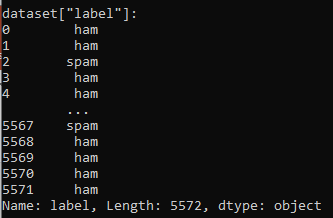 dataset["label"]:
0        ham
1        ham
2       spam
3        ham
4        ham
        ...
5567    spam
5568     ham
5569     ham
5570     ham
5571     ham
Name: label, Length: 5572, dtype: object